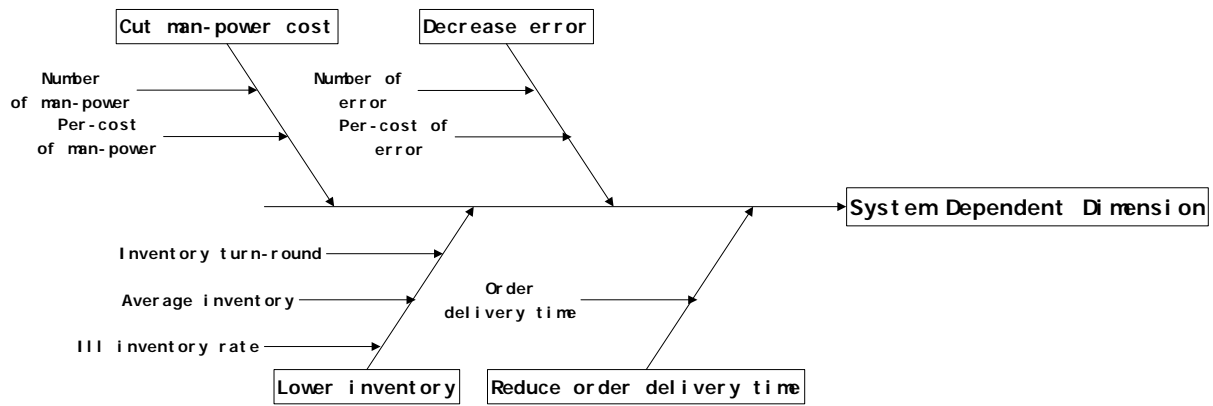 Cut man-power cost
Decrease error
Number
of man-power
Per-cost
of man-power
Number of
error
Per-cost of
error
System Dependent Dimension
Inventory turn-round
Average inventory
Ill inventory rate
Order
delivery time
Lower inventory
Reduce order delivery time